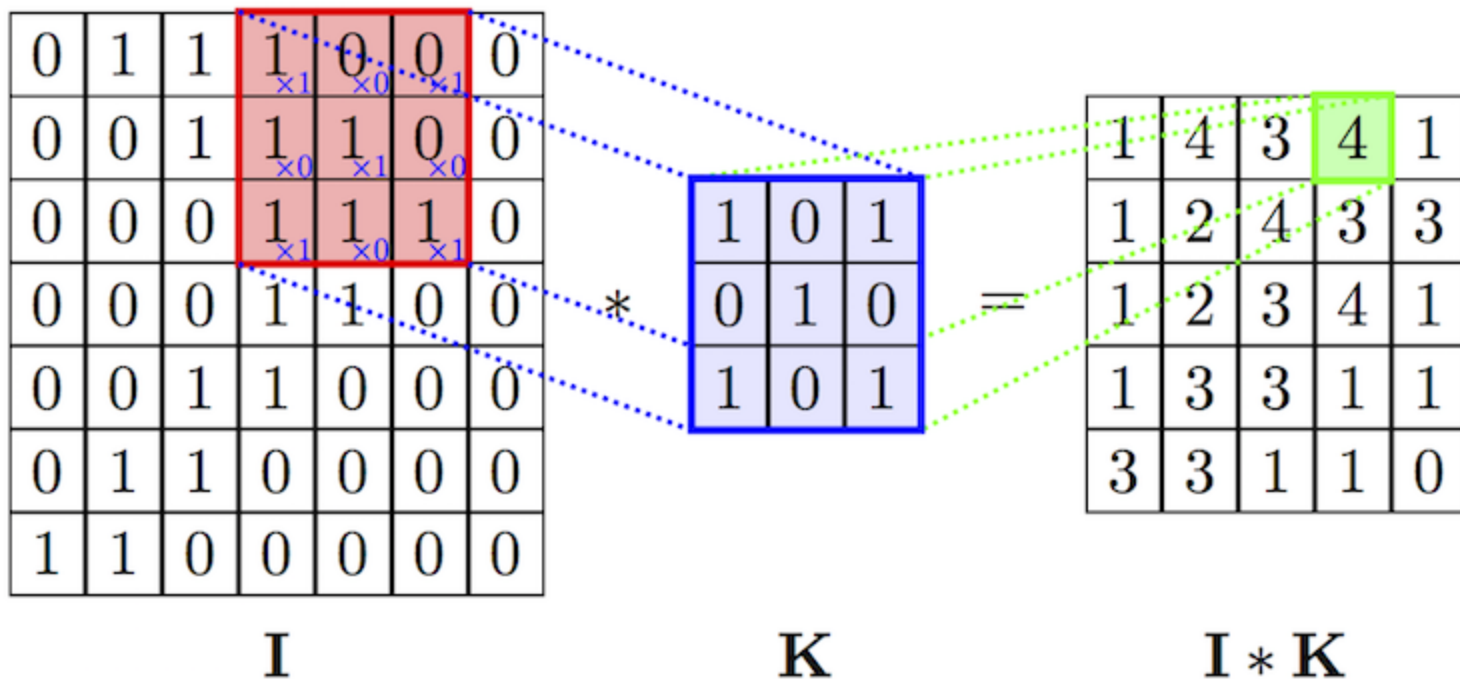 0 1 1 1 0 0 0
×1 ×0 ×1
0 0 1 1 1 0 0
×0 ×1 ×0
0 0 0 1 1 1 0
×1 ×0 ×1
0 0 0 1 1 0 0
0 0 1 1 0 0 0
0 1 1 0 0 0 0
1 1 0 0 0 0 0
I
*
1 0 1
0 1 0
1 0 1
K
=
1 4 3 4 1
1 2 4 3 3
1 2 3 4 1
1 3 3 1 1
3 3 1 1 0
I * K